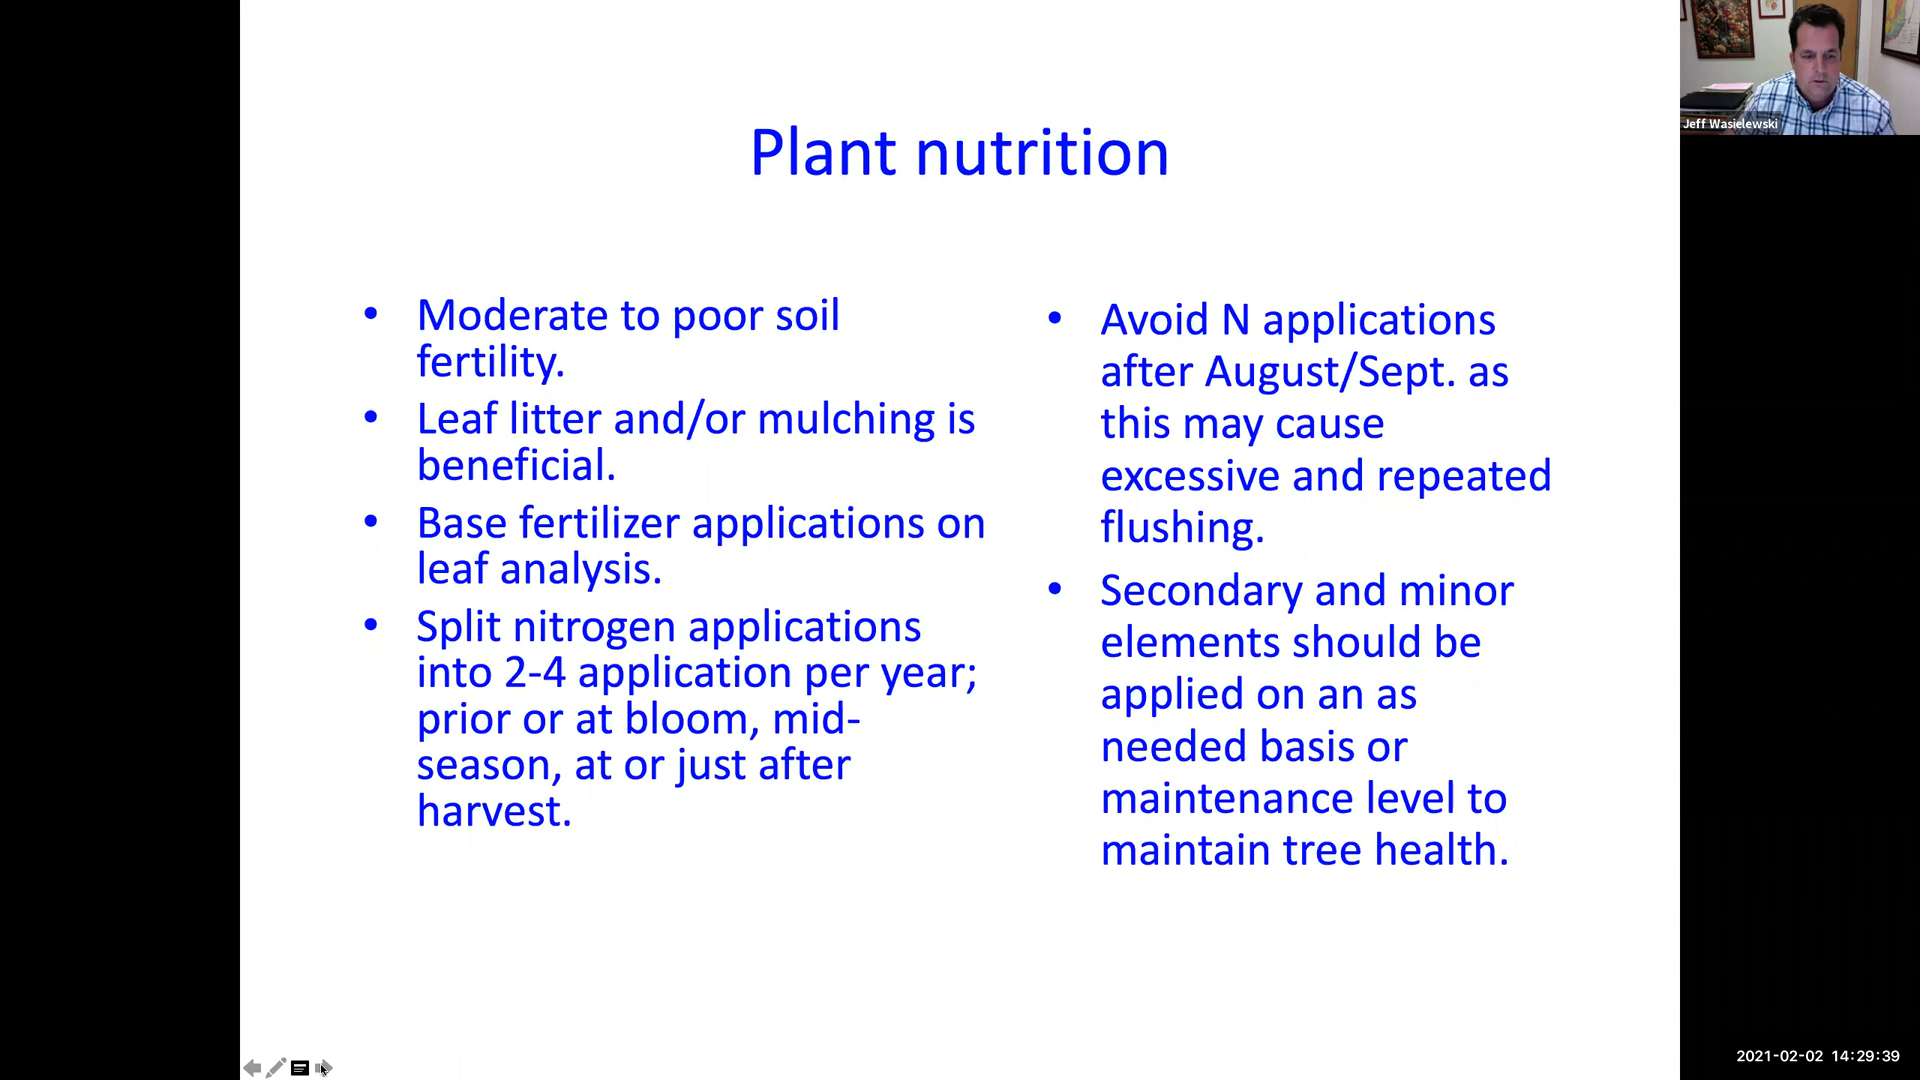 Plant nutrition
• Moderate to poor soil
fertility.
• Leaf litter and/or mulching is
beneficial.
• Base fertilizer applications on
leaf analysis.
• Split nitrogen applications
into 2-4 application per year;
prior or at bloom, mid-
season, at or just after
harvest.
• Avoid N applications
after August/Sept. as
this may cause
excessive and repeated
flushing.
• Secondary and minor
elements should be
applied on an as
needed basis or
maintenance level to
maintain tree health.
Jeff Wasielewski
2021-02-02 14:29:39